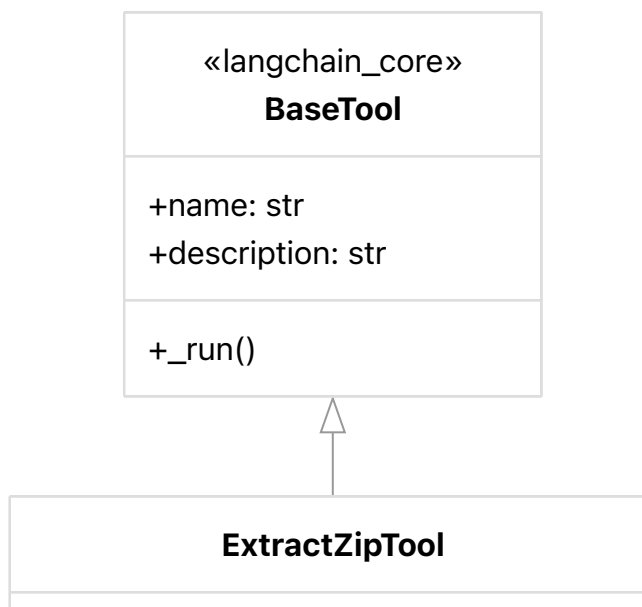 «langchain_core»
BaseTool
+name: str
+description: str
+_run()
ExtractZipTool